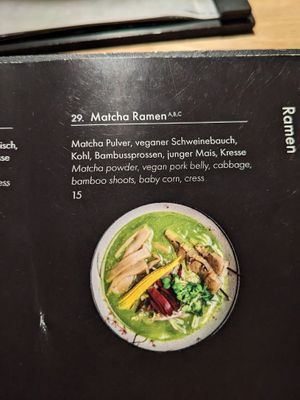 29. Matcha Ramen A,B,C
Matcha Pulver, veganer Schweinebauch,
Kohl, Bambussprossen, junger Mais, Kresse
Matcha powder, vegan pork belly, cabbage,
bamboo shoots, baby corn, cress
15
Ramen